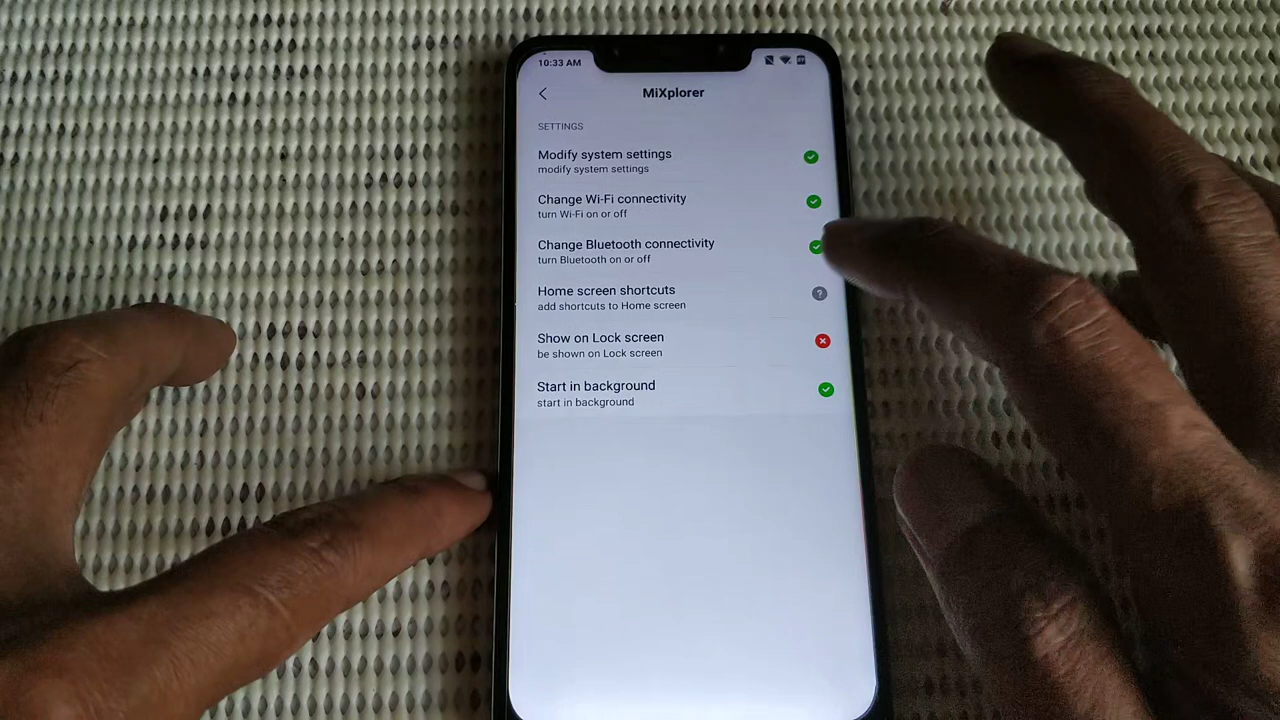 10:33 AM
MiXplorer
SETTINGS
Modify system settings
modify system settings
Change Wi-Fi connectivity
turn Wi-Fi on or off
Change Bluetooth connectivity
turn Bluetooth on or off
Home screen shortcuts
add shortcuts to Home screen
?
Show on Lock screen
be shown on Lock screen
Start in background
start in background